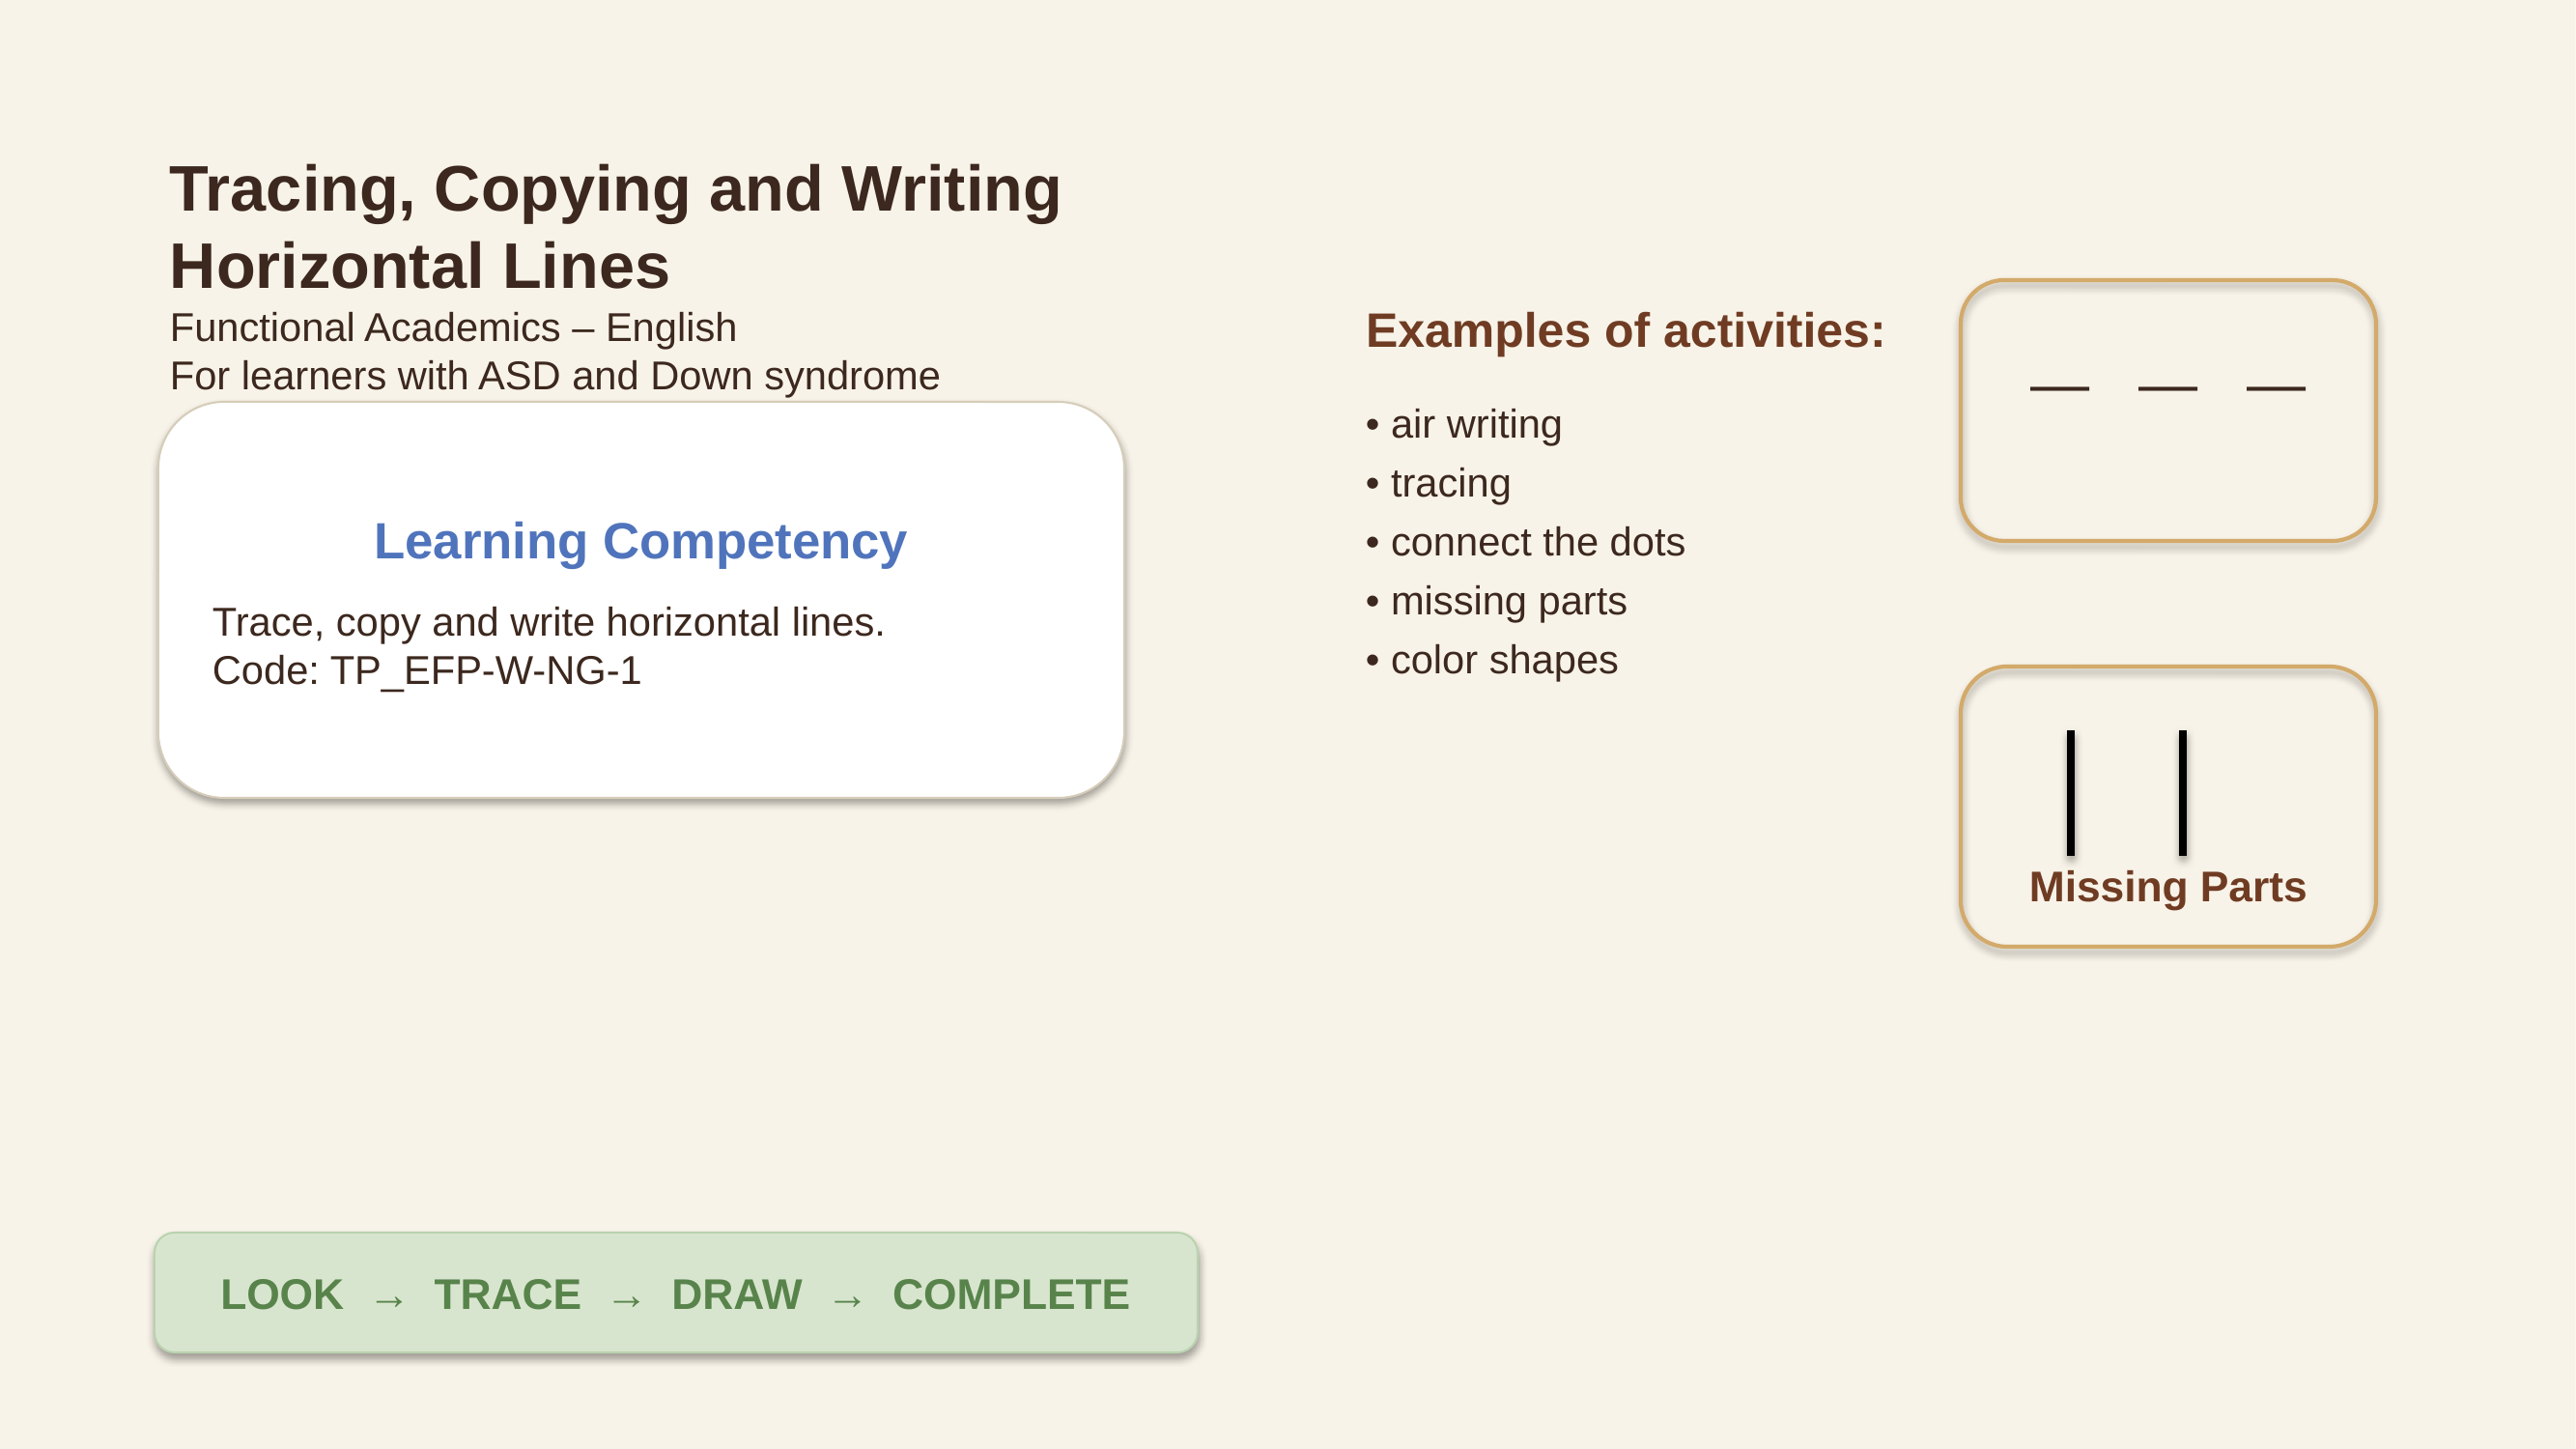 Tracing, Copying and Writing
Horizontal Lines
Functional Academics – English
For learners with ASD and Down syndrome
Learning Competency
Trace, copy and write horizontal lines.
Code: TP_EFP-W-NG-1
Examples of activities:
• air writing
• tracing
• connect the dots
• missing parts
• color shapes
— — —
Missing Parts
LOOK → TRACE → DRAW → COMPLETE